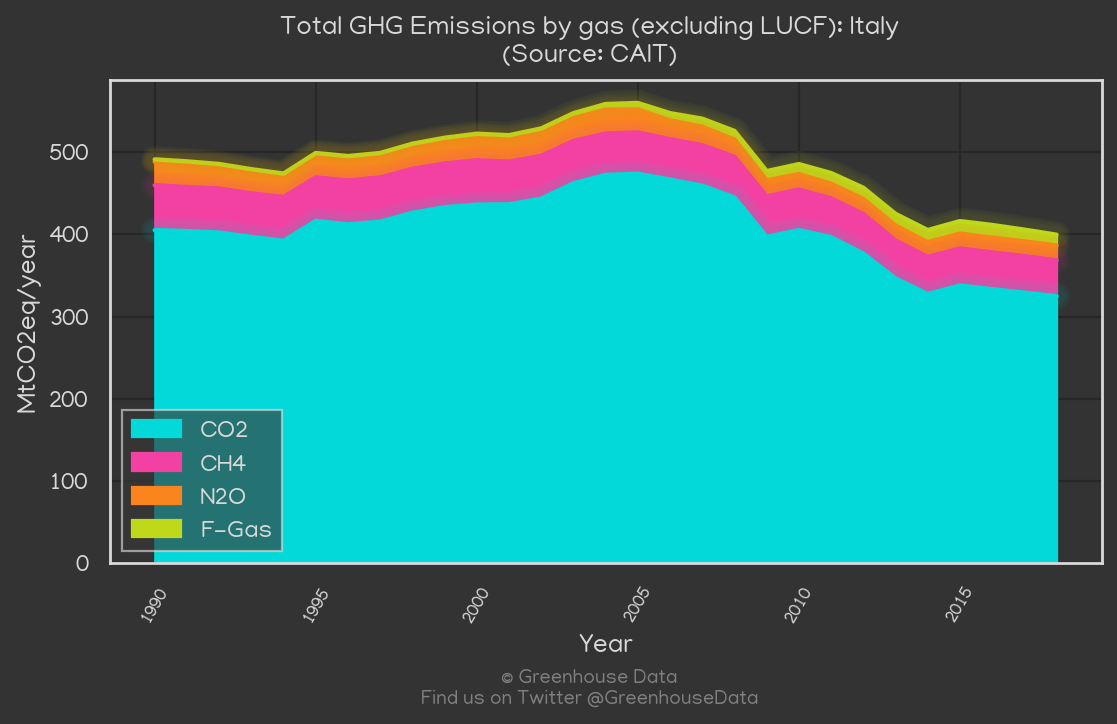 Total GHG Emissions by gas (excluding LUCF): Italy
(Source: CAIT)
MtCO2eq/year
500
400
300
200
100
0
CO2
CH4
N2O
F-Gas
1990
1995
2000
2005
2010
2015
Year
© Greenhouse Data
Find us on Twitter @GreenhouseData